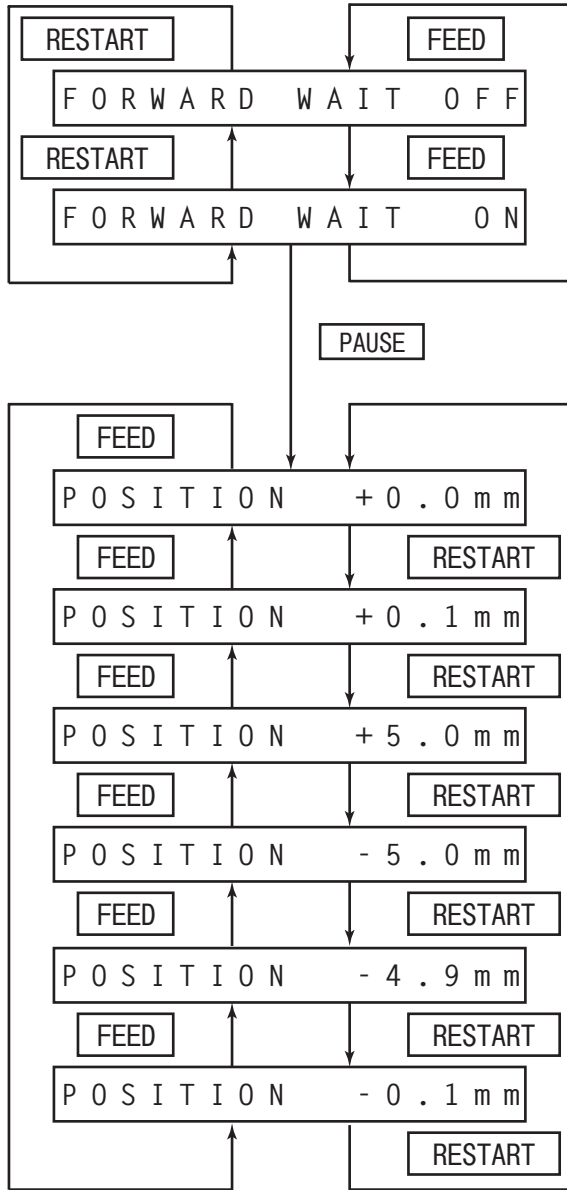 RESTART FEED
FORWARD WAIT OFF
RESTART FEED
FORWARD WAIT ON
PAUSE
FEED
POSITION +0.0mm
FEED RESTART
POSITION +0.1mm
FEED RESTART
POSITION +5.0mm
FEED RESTART
POSITION -5.0mm
FEED RESTART
POSITION -4.9mm
FEED RESTART
POSITION -0.1mm
RESTART